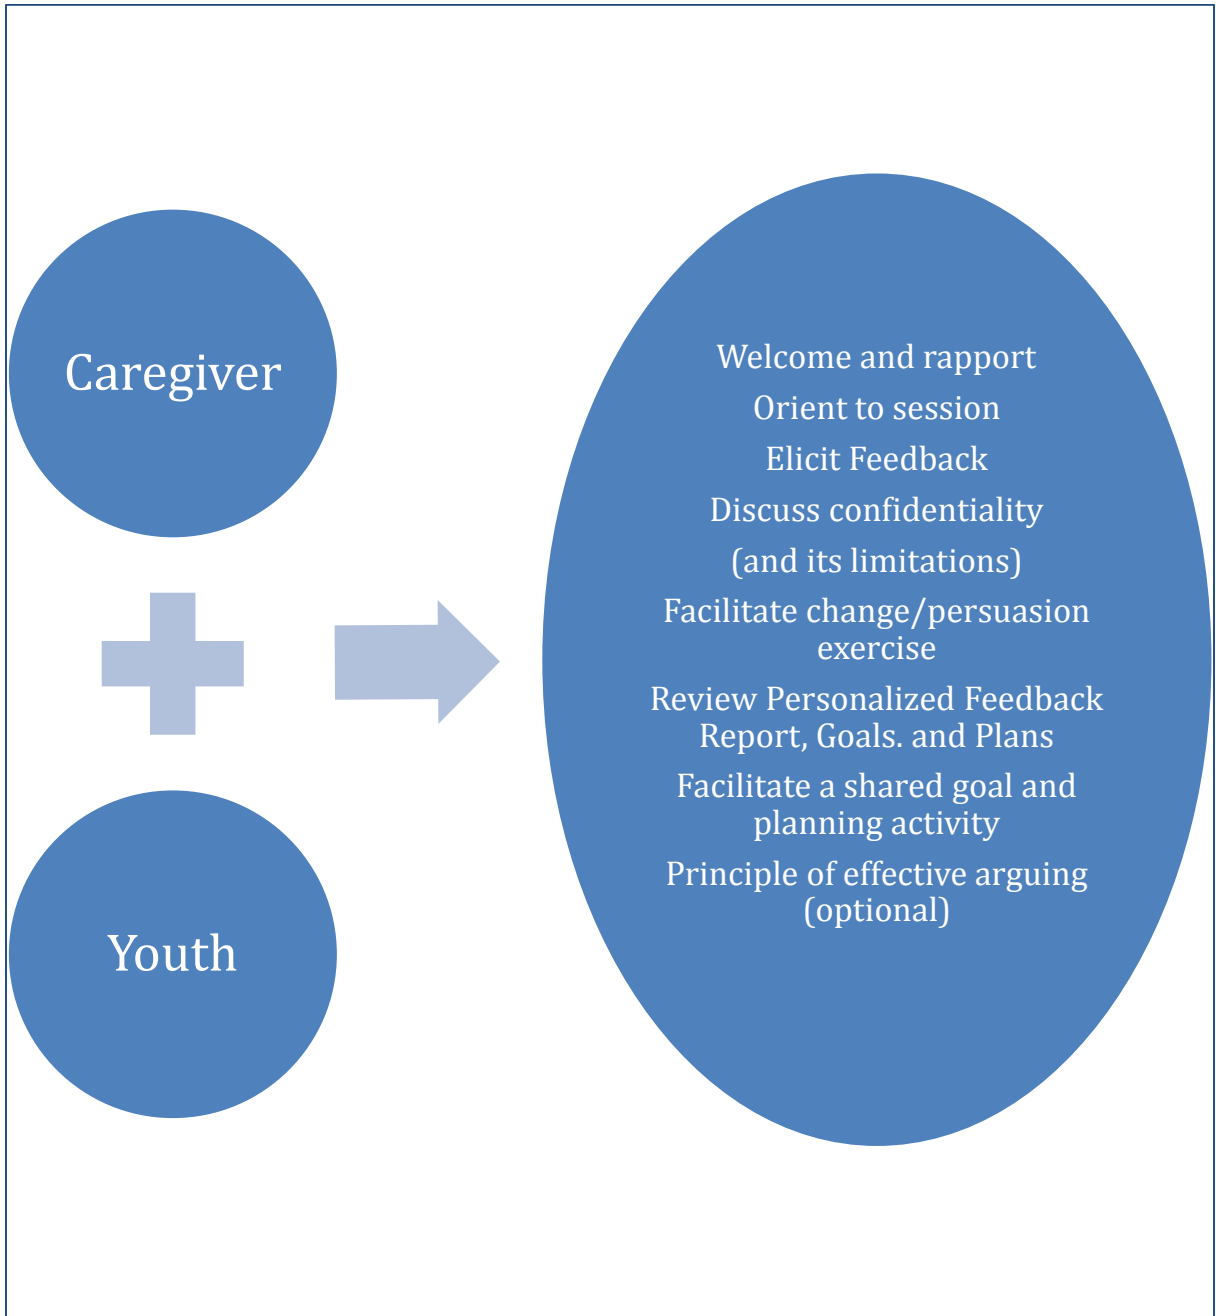 Caregiver
Youth
Welcome and rapport
Orient to session
Elicit Feedback
Discuss confidentiality
(and its limitations)
Facilitate change/persuasion
exercise
Review Personalized Feedback
Report, Goals. and Plans
Facilitate a shared goal and
planning activity
Principle of effective arguing
(optional)